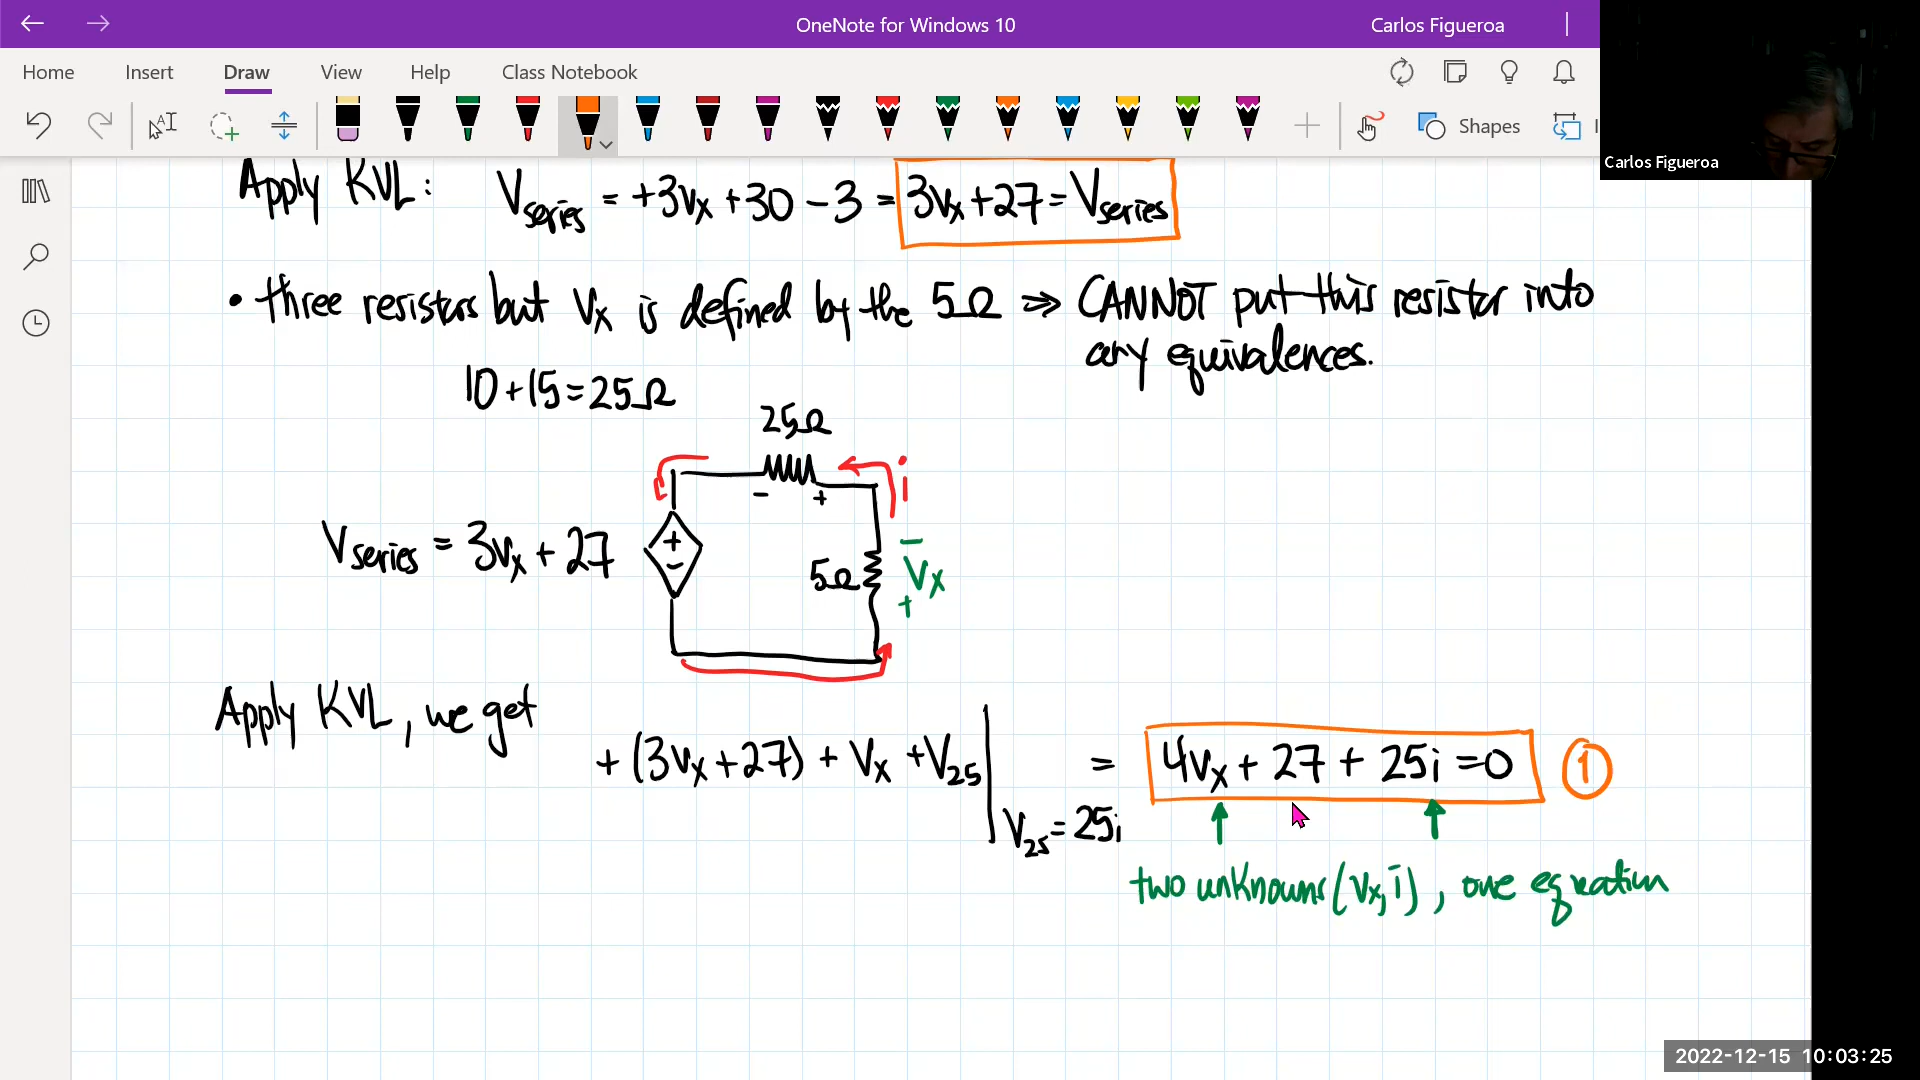 OneNote for Windows 10
Carlos Figueroa
Home Insert Draw View Help Class Notebook
Shapes
Carlos Figueroa
Apply KVL: Vseries = +3vx +30 -3 = 3vx+27 = Vseries
• three resistors but Vx is defined by the 5Ω ⇒ CANNOT put this resistor into
any equivalences.
10+15=25Ω
25Ω
- +
i
Vseries = 3vx + 27
+
-
5Ω
-
Vx
+
Apply KVL, we get
+ (3vx+27) + Vx +V25 | = 4vx + 27 + 25i =0 ①
V25 = 25i
two unknowns (vx, i), one equation
2022-12-15 10:03:25